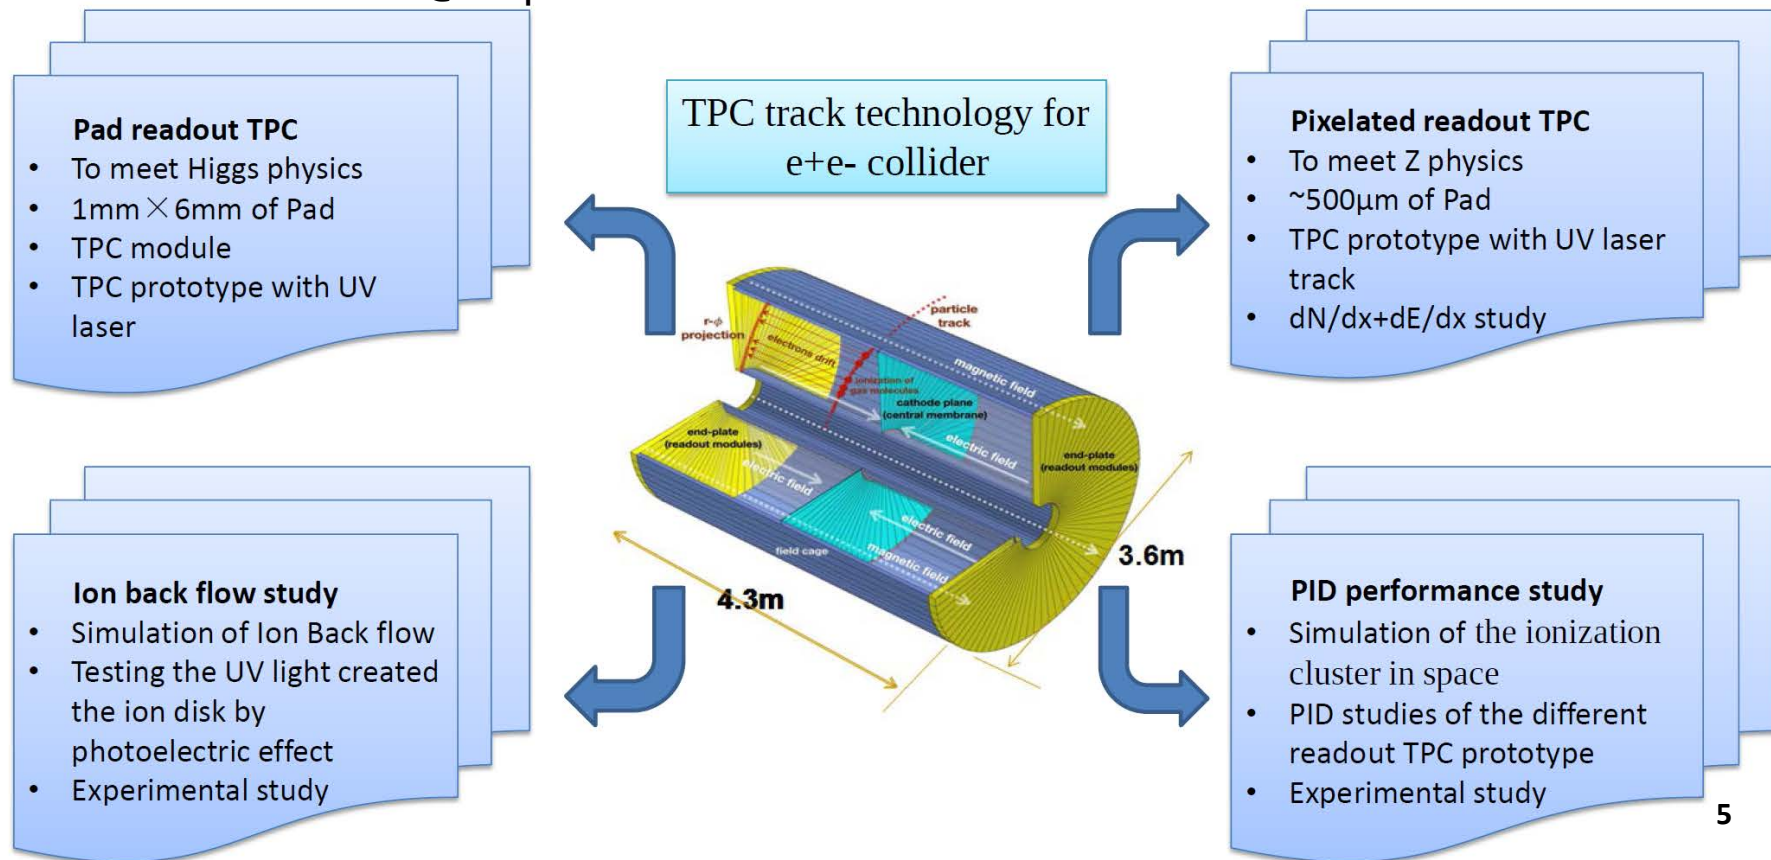 TPC track technology for
e+e- collider
Pad readout TPC
• To meet Higgs physics
• 1mm×6mm of Pad
• TPC module
• TPC prototype with UV
laser
Pixelated readout TPC
• To meet Z physics
• ~500μm of Pad
• TPC prototype with UV laser
track
• dN/dx+dE/dx study
r-ϕ
projection
electrons drift
particle
track
ionization of
gas molecules
magnetic field
cathode plane
(central membrane)
electric field
end-plate
(readout modules)
end-plate
(readout modules)
electric field
electric field
magnetic field
field cage
3.6m
4.3m
Ion back flow study
• Simulation of Ion Back flow
• Testing the UV light created
the ion disk by
photoelectric effect
• Experimental study
PID performance study
• Simulation of the ionization
cluster in space
• PID studies of the different
readout TPC prototype
• Experimental study
5